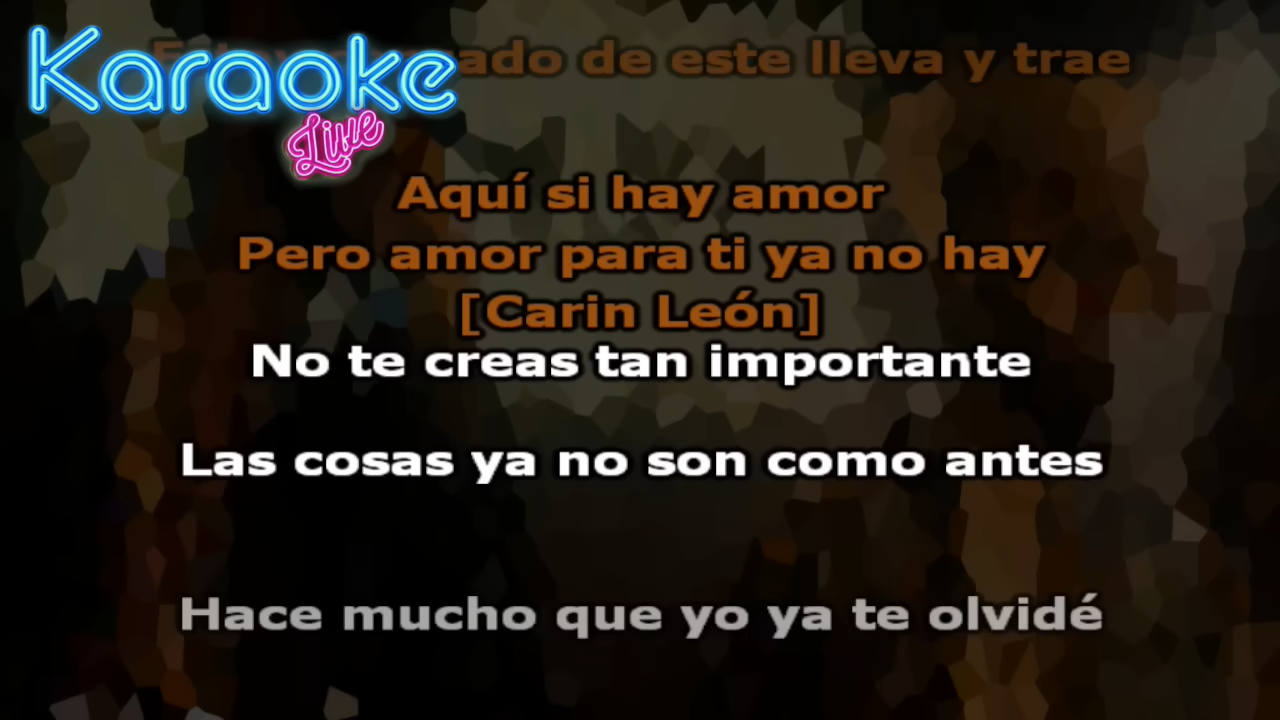 Karaoke
Live
de este lleva y trae
Aquí si hay amor
Pero amor para ti ya no hay
[Carin León]
No te creas tan importante
Las cosas ya no son como antes
Hace mucho que yo ya te olvidé